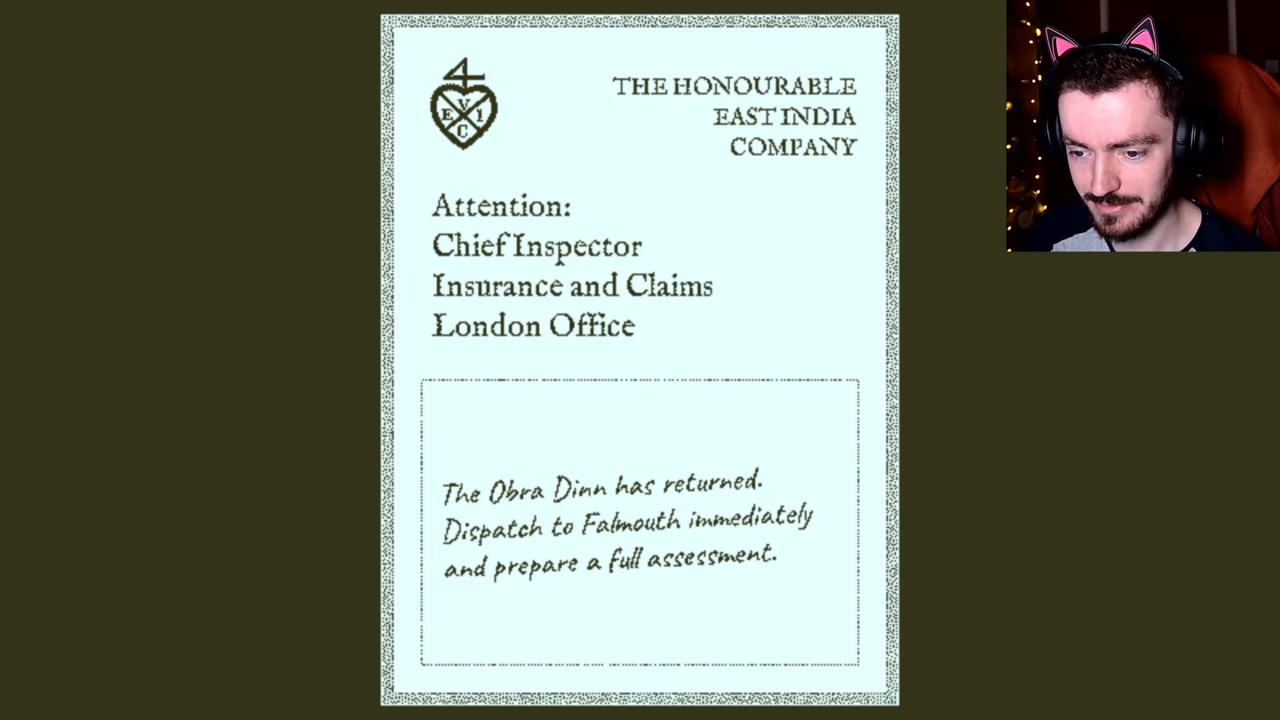 4
V
E I
C
THE HONOURABLE
EAST INDIA
COMPANY
Attention:
Chief Inspector
Insurance and Claims
London Office
The Obra Dinn has returned.
Dispatch to Falmouth immediately
and prepare a full assessment.